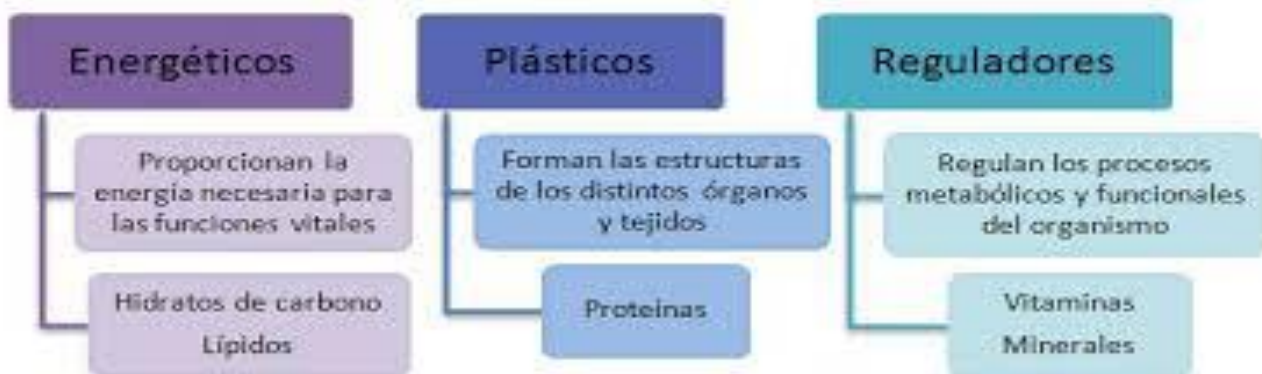 Energéticos
Proporcionan la
energía necesaria para
las funciones vitales
Hidratos de carbono
Lípidos
Plásticos
Forman las estructuras
de los distintos órganos
y tejidos
Proteínas
Reguladores
Regulan los procesos
metabólicos y funcionales
del organismo
Vitaminas
Minerales